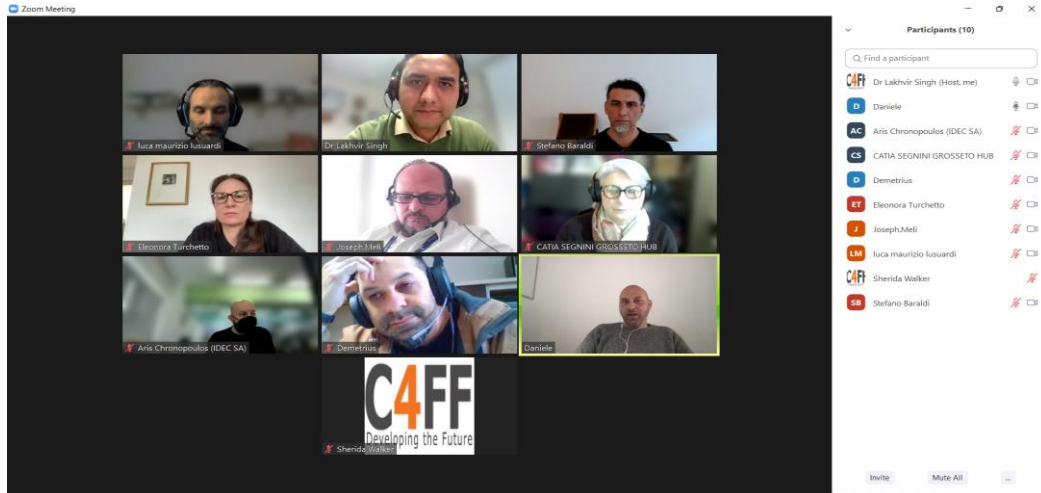 Zoom Meeting
Participants (10)
Find a participant
C4FF Dr Lakhvir Singh (Host, me)
D Daniele
AC Aris Chronopoulos (IDEC SA)
CS CATIA SEGNINI GROSSETO HUB
D Demetrius
ET Eleonora Turchetto
J Joseph.Meli
LM luca maurizio lusuardi
C4FF Sherida Walker
SB Stefano Baraldi
Invite Mute All ...
luca maurizio lusuardi
Dr Lakhvir Singh
Stefano Baraldi
Eleonora Turchetto
Joseph.Meli
CATIA SEGNINI GROSSETO HUB
Aris Chronopoulos (IDEC SA)
Demetrius
Daniele
C4FF
Developing the Future
Sherida Walker